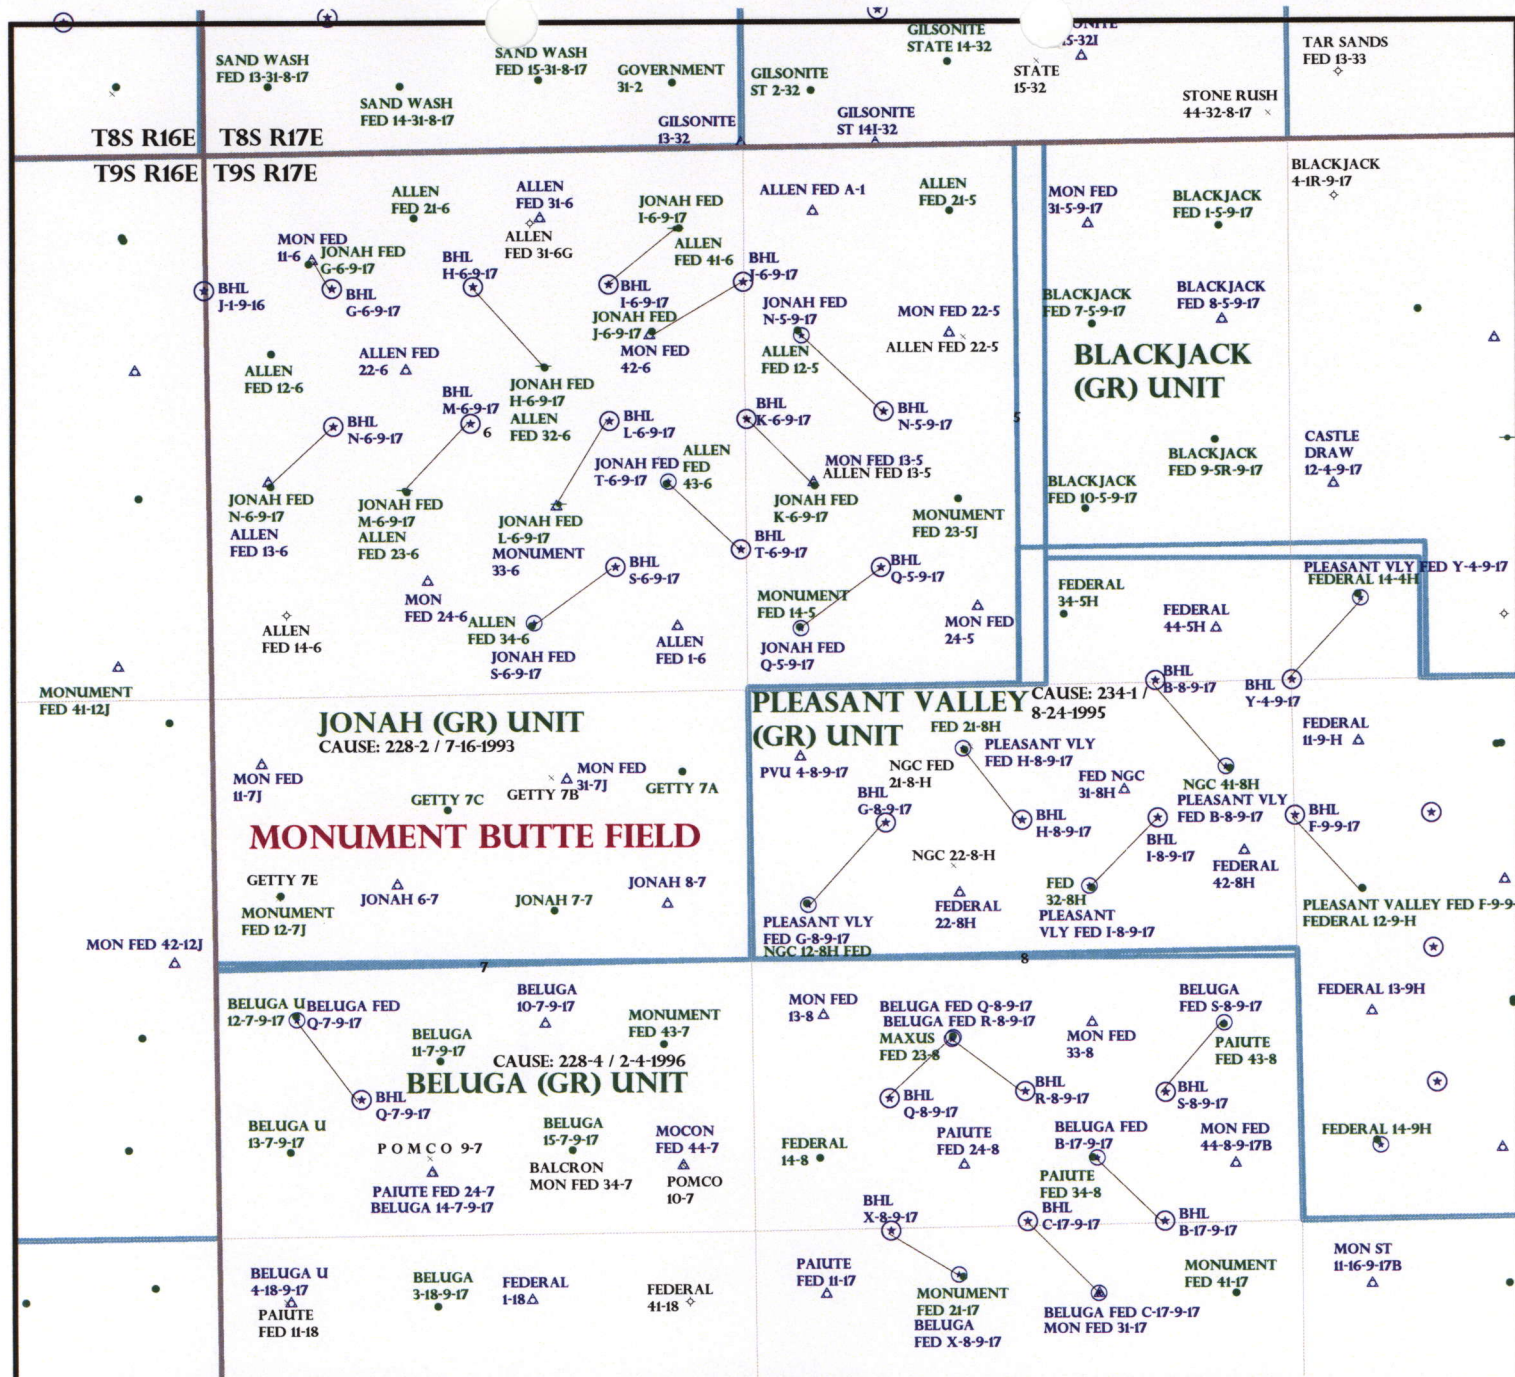 SAND WASH
FED 13-31-8-17
SAND WASH
FED 14-31-8-17
SAND WASH
FED 15-31-8-17
GOVERNMENT
31-2
GILSONITE
13-32
GILSONITE
ST 2-32
GILSONITE
ST 14I-32
GILSONITE
STATE 14-32
STATE
15-32
15-32I
STONE RUSH
44-32-8-17
TAR SANDS
FED 13-33
T8S R16E
T8S R17E
T9S R16E
T9S R17E
ALLEN
FED 21-6
ALLEN
FED 31-6
ALLEN
FED 31-6G
JONAH FED
I-6-9-17
ALLEN
FED 41-6
ALLEN FED A-1
ALLEN
FED 21-5
MON FED
31-5-9-17
BLACKJACK
FED 1-5-9-17
BLACKJACK
4-1R-9-17
MON FED
11-6
JONAH FED
G-6-9-17
BHL
J-1-9-16
BHL
G-6-9-17
BHL
H-6-9-17
BHL
I-6-9-17
BHL
J-6-9-17
JONAH FED
J-6-9-17
MON FED
42-6
JONAH FED
N-5-9-17
ALLEN
FED 12-5
MON FED 22-5
ALLEN FED 22-5
BLACKJACK
FED 7-5-9-17
BLACKJACK
FED 8-5-9-17
BLACKJACK
(GR) UNIT
ALLEN
FED 12-6
ALLEN FED
22-6
JONAH FED
H-6-9-17
ALLEN
FED 32-6
BHL
M-6-9-17
6
BHL
N-6-9-17
BHL
L-6-9-17
BHL
K-6-9-17
BHL
N-5-9-17
5
JONAH FED
T-6-9-17
ALLEN
FED
43-6
MON FED 13-5
ALLEN FED 13-5
JONAH FED
K-6-9-17
MONUMENT
FED 23-5J
BLACKJACK
FED 9-5R-9-17
BLACKJACK
FED 10-5-9-17
CASTLE
DRAW
12-4-9-17
JONAH FED
N-6-9-17
ALLEN
FED 13-6
JONAH FED
M-6-9-17
ALLEN
FED 23-6
JONAH FED
L-6-9-17
MONUMENT
33-6
BHL
T-6-9-17
BHL
S-6-9-17
BHL
Q-5-9-17
MON
FED 24-6
ALLEN
FED 14-6
ALLEN
FED 34-6
JONAH FED
S-6-9-17
ALLEN
FED 1-6
MONUMENT
FED 14-5
JONAH FED
Q-5-9-17
MON FED
24-5
FEDERAL
34-5H
FEDERAL
44-5H
PLEASANT VLY FED Y-4-9-17
FEDERAL 14-4H
BHL
B-8-9-17
BHL
Y-4-9-17
MONUMENT
FED 41-12J
JONAH (GR) UNIT
CAUSE: 228-2 / 7-16-1993
PLEASANT VALLEY
(GR) UNIT
CAUSE: 234-1 /
8-24-1995
FED 21-8H
PLEASANT VLY
FED H-8-9-17
NGC FED
21-8-H
PVU 4-8-9-17
FED NGC
31-8H
NGC 41-8H
PLEASANT VLY
FED B-8-9-17
FEDERAL
11-9-H
MON FED
11-7J
GETTY 7C
GETTY 7B
MON FED
31-7J
GETTY 7A
BHL
G-8-9-17
BHL
H-8-9-17
BHL
I-8-9-17
BHL
F-9-9-17
MONUMENT BUTTE FIELD
GETTY 7E
MONUMENT
FED 12-7J
JONAH 6-7
JONAH 7-7
JONAH 8-7
NGC 22-8-H
FEDERAL
22-8H
FED
32-8H
PLEASANT
VLY FED I-8-9-17
FEDERAL
42-8H
PLEASANT VLY
FED G-8-9-17
NGC 12-8H FED
PLEASANT VALLEY FED F-9-9-
FEDERAL 12-9-H
MON FED 42-12J
7
8
BELUGA U
12-7-9-17
BELUGA FED
Q-7-9-17
BELUGA
10-7-9-17
BELUGA
11-7-9-17
MONUMENT
FED 43-7
CAUSE: 228-4 / 2-4-1996
BELUGA (GR) UNIT
BHL
Q-7-9-17
MON FED
13-8
BELUGA FED Q-8-9-17
BELUGA FED R-8-9-17
MAXUS
FED 23-8
MON FED
33-8
BELUGA
FED S-8-9-17
PAIUTE
FED 43-8
FEDERAL 13-9H
BHL
Q-8-9-17
BHL
R-8-9-17
BHL
S-8-9-17
BELUGA U
13-7-9-17
POMCO 9-7
PAIUTE FED 24-7
BELUGA 14-7-9-17
BELUGA
15-7-9-17
BALCRON
MON FED 34-7
MOCON
FED 44-7
POMCO
10-7
FEDERAL
14-8
PAIUTE
FED 24-8
BELUGA FED
B-17-9-17
PAIUTE
FED 34-8
MON FED
44-8-9-17B
FEDERAL 14-9H
BHL
X-8-9-17
BHL
C-17-9-17
BHL
B-17-9-17
BELUGA U
4-18-9-17
PAIUTE
FED 11-18
BELUGA
3-18-9-17
FEDERAL
1-18
FEDERAL
41-18
PAIUTE
FED 11-17
MONUMENT
FED 21-17
BELUGA
FED X-8-9-17
BELUGA FED C-17-9-17
MON FED 31-17
MONUMENT
FED 41-17
MON ST
11-16-9-17B